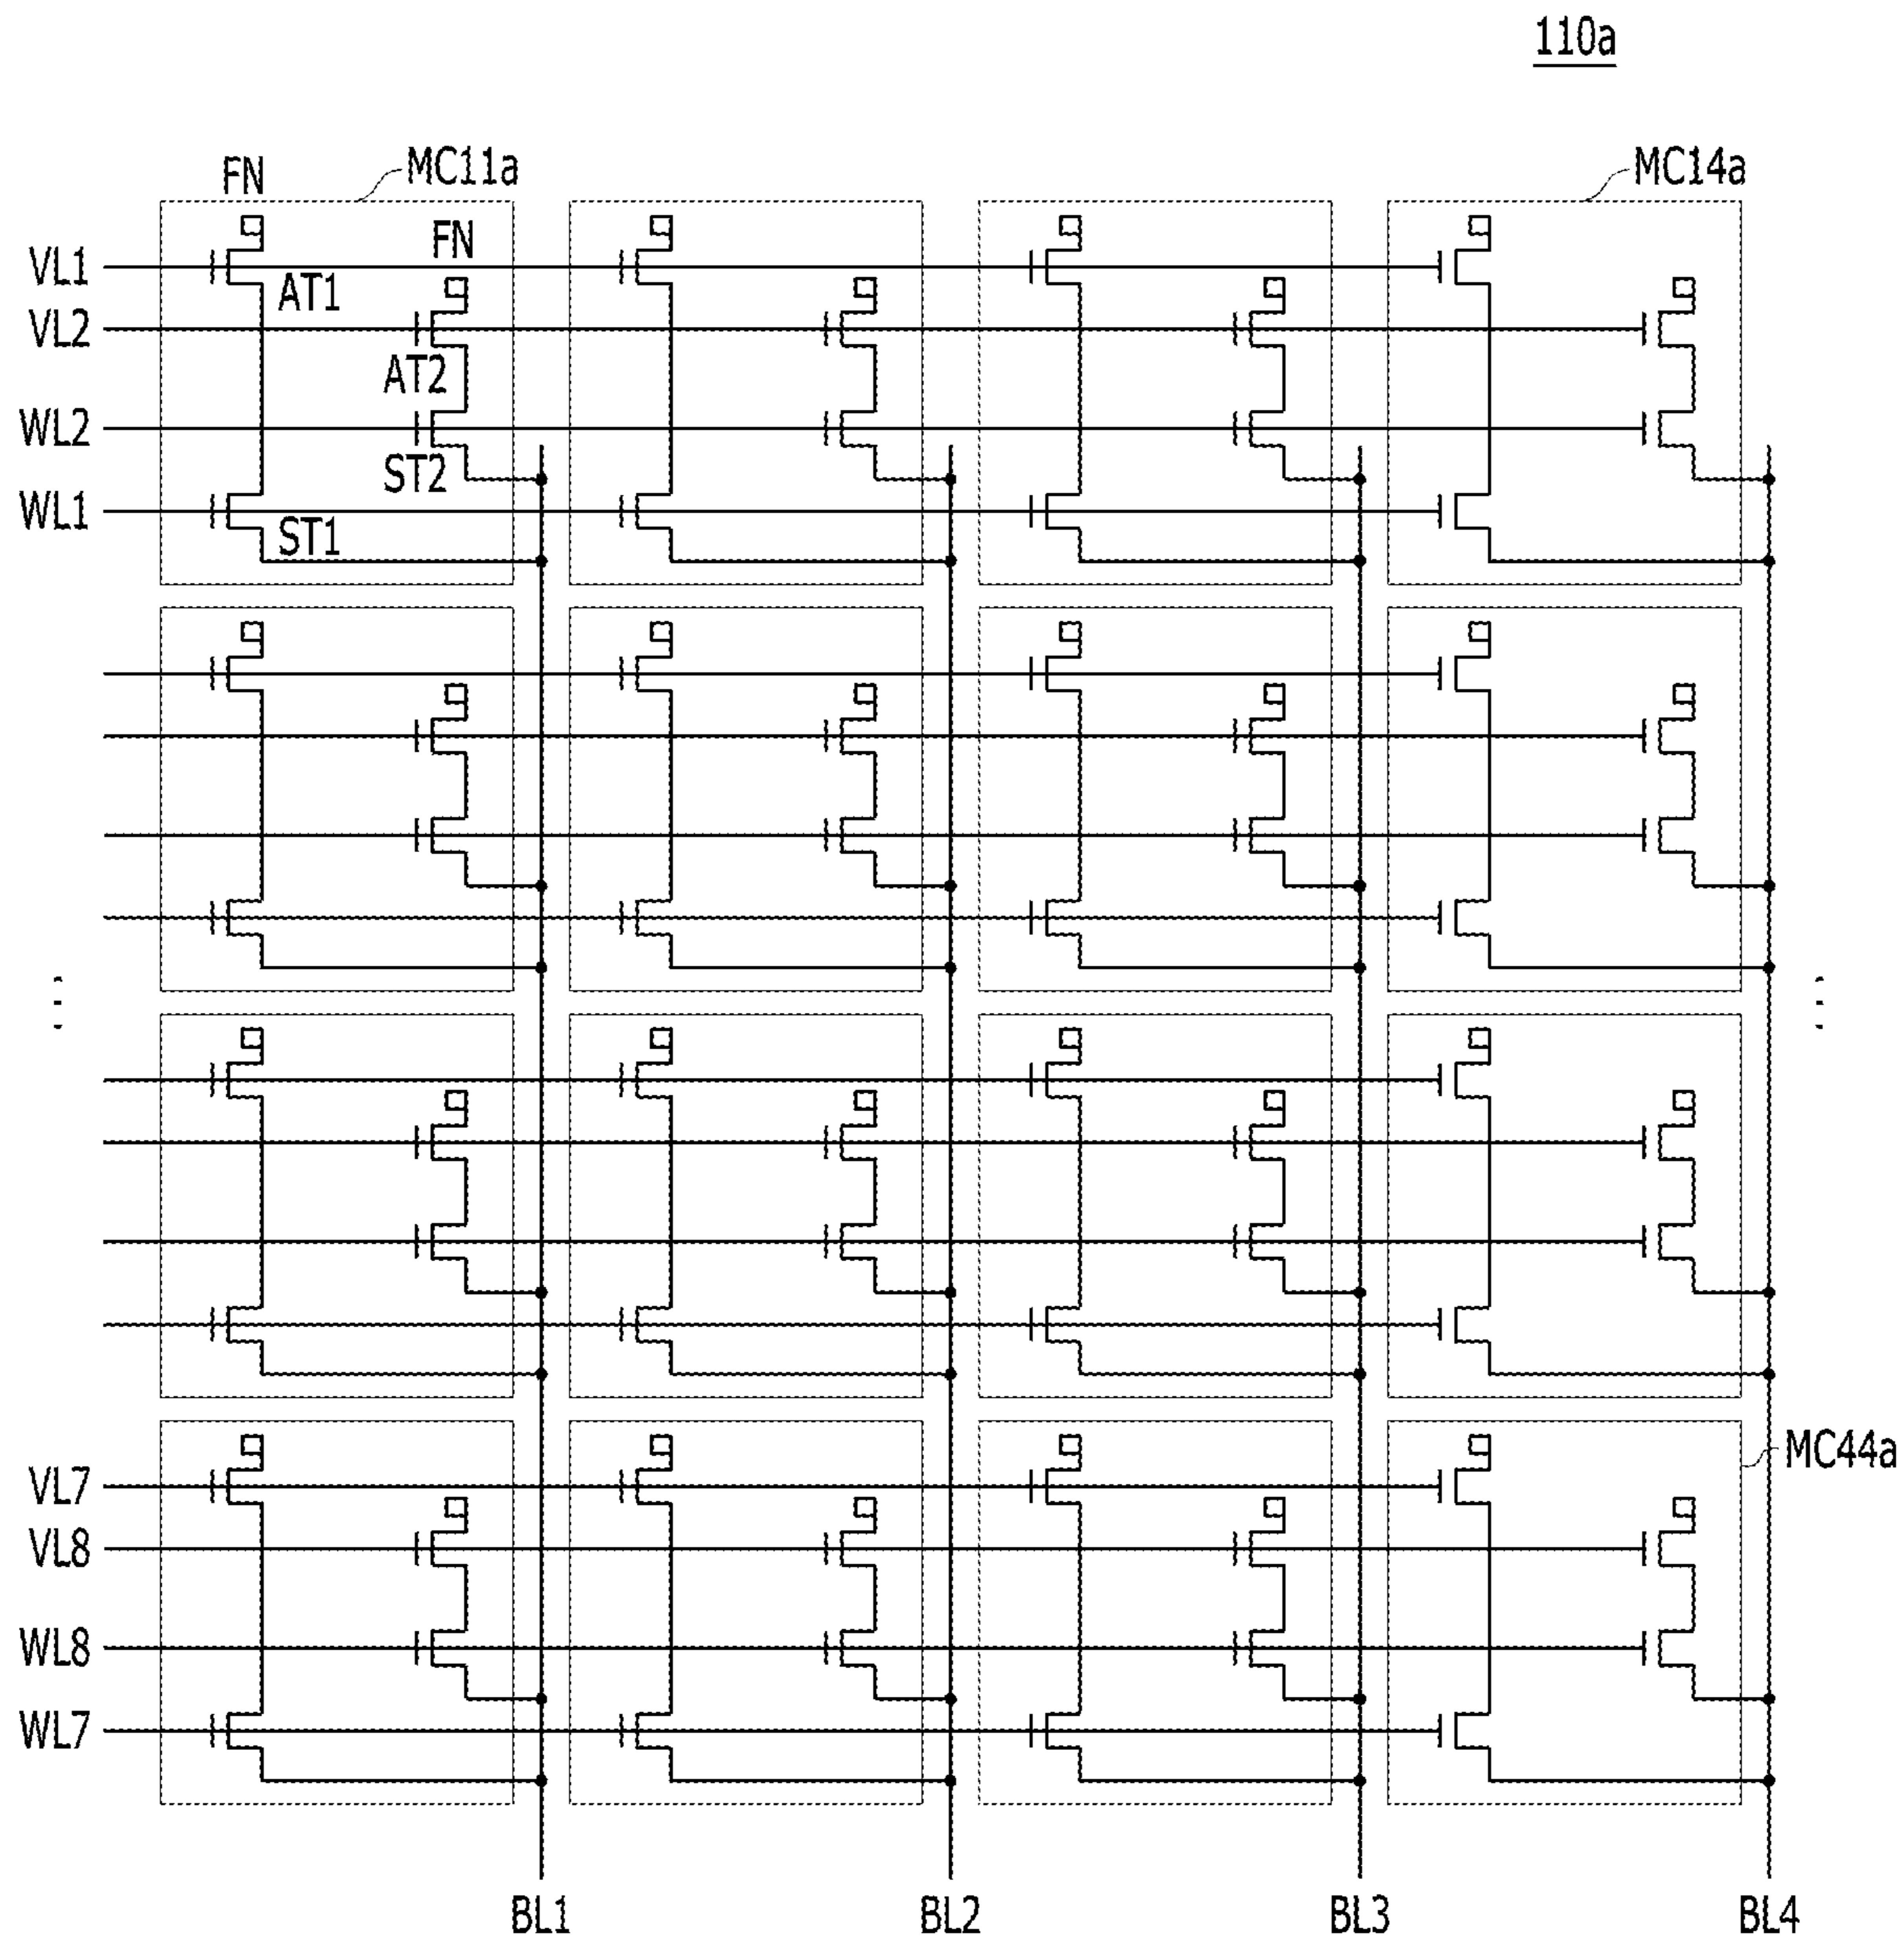 110a
FN
MC11a
MC14a
FN
VL1
AT1
VL2
AT2
WL2
ST2
WL1
ST1
VL7
MC44a
VL8
WL8
WL7
BL1
BL2
BL3
BL4